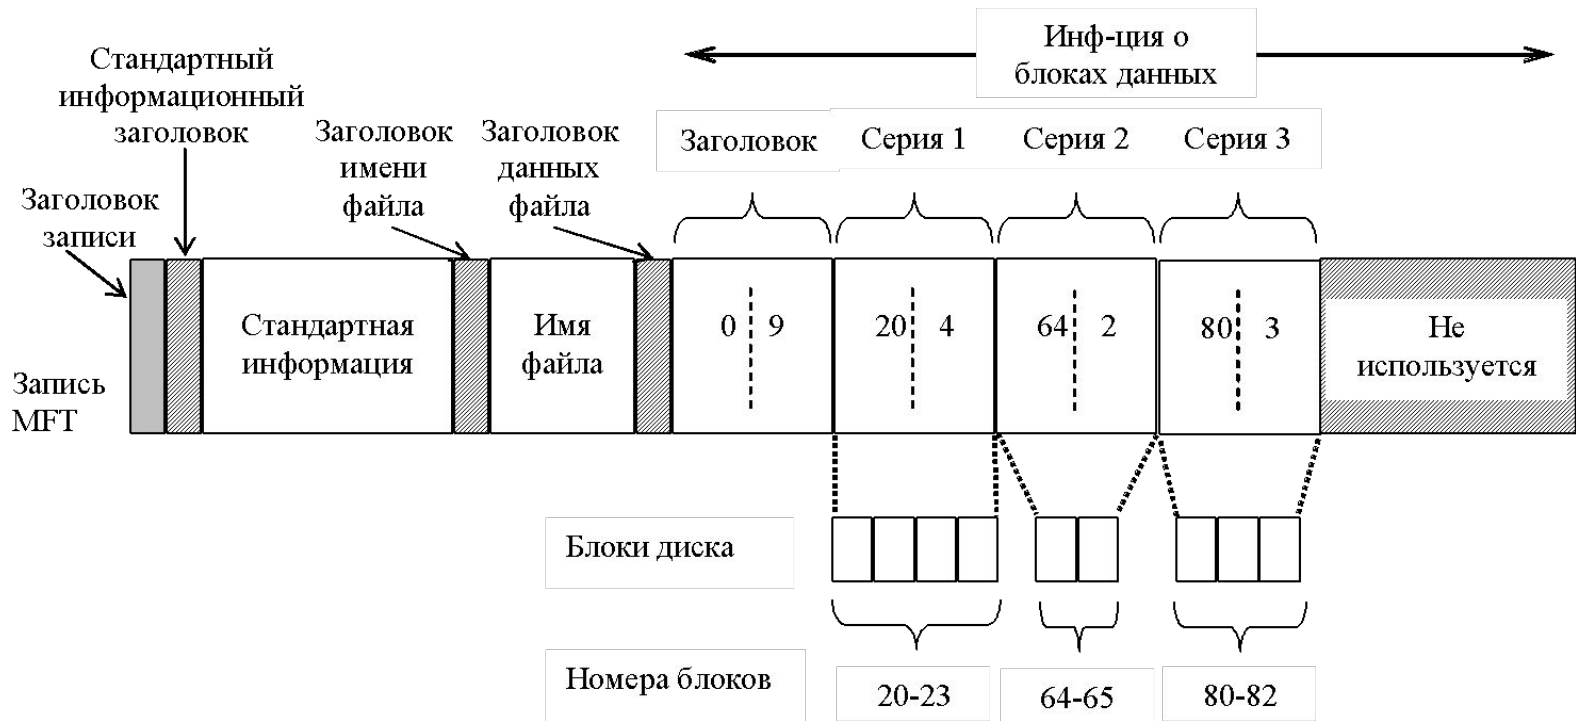 Инф-ция о
блоках данных
Стандартный
информационный
заголовок
Заголовок
имени
файла
Заголовок
данных
файла
Заголовок
Серия 1
Серия 2
Серия 3
Заголовок
записи
Запись
MFT
Стандартная
информация
Имя
файла
0 9
20 4
64 2
80 3
Не
используется
Блоки диска
Номера блоков
20-23
64-65
80-82